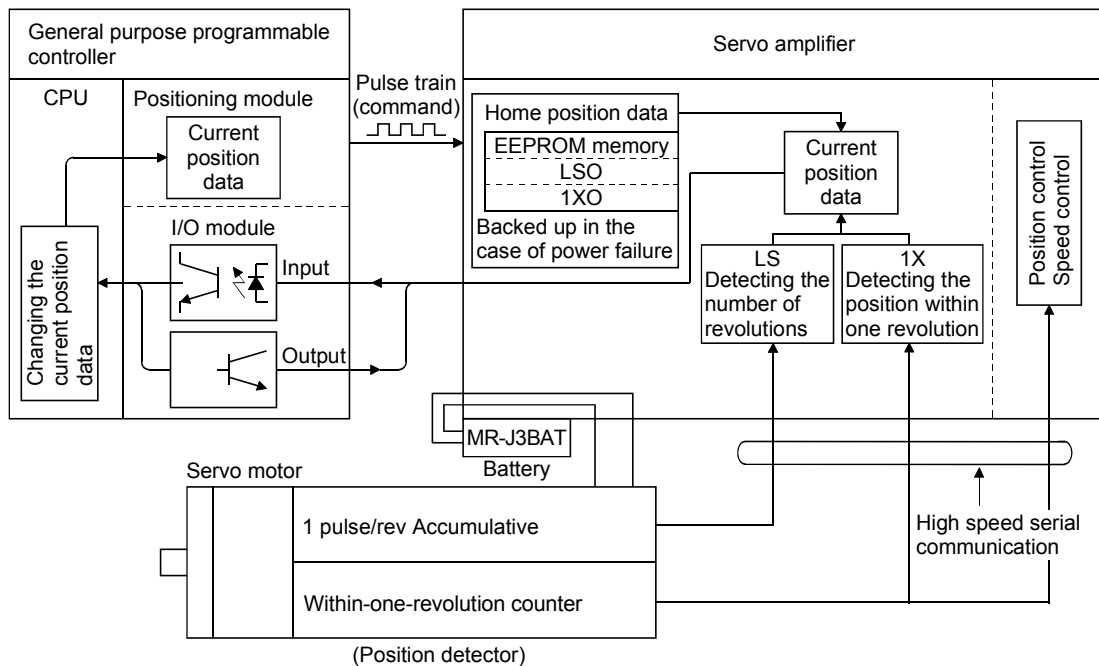 General purpose programmable
controller
CPU
Positioning module
Current
position
data
I/O module
Input
Output
Changing the
current position
data
Pulse train
(command)
Servo amplifier
Home position data
EEPROM memory
LSO
1XO
Backed up in the
case of power failure
Current
position
data
LS
Detecting the
number of
revolutions
1X
Detecting the
position within
one revolution
Position control
Speed control
MR-J3BAT
Battery
Servo motor
1 pulse/rev Accumulative
Within-one-revolution counter
(Position detector)
High speed serial
communication